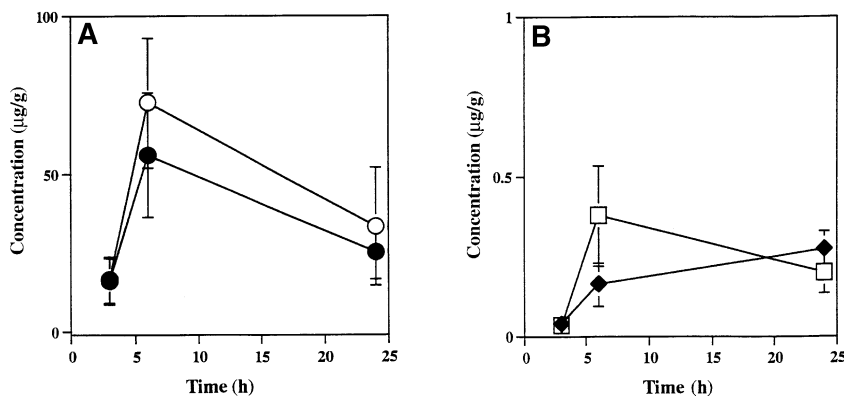 A
100
50
0
Concentration (μg/g)
0 5 10 15 20 25
Time (h)
B
1
0.5
0
Concentration (μg/g)
0 5 10 15 20 25
Time (h)